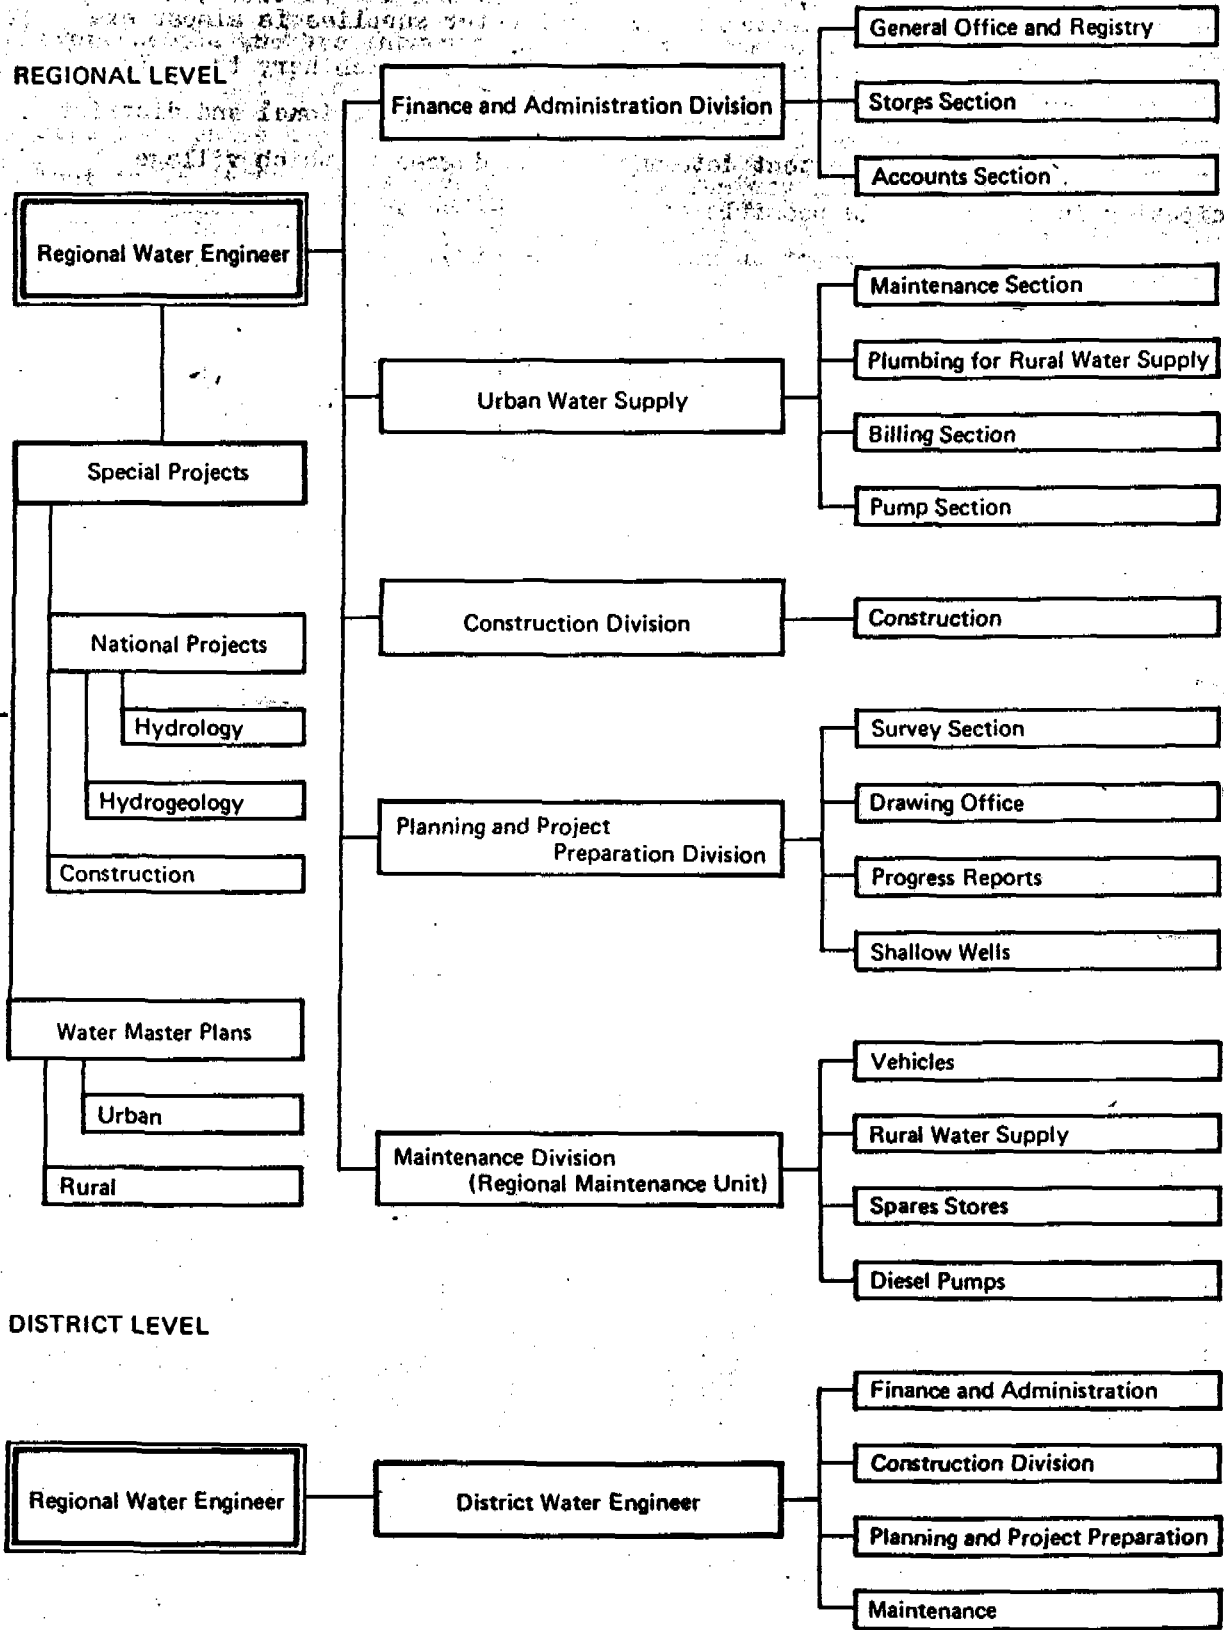 REGIONAL LEVEL
Regional Water Engineer
Special Projects
National Projects
Hydrology
Hydrogeology
Construction
Water Master Plans
Urban
Rural
Finance and Administration Division
General Office and Registry
Stores Section
Accounts Section
Urban Water Supply
Maintenance Section
Plumbing for Rural Water Supply
Billing Section
Pump Section
Construction Division
Construction
Planning and Project
Preparation Division
Survey Section
Drawing Office
Progress Reports
Shallow Wells
Maintenance Division
(Regional Maintenance Unit)
Vehicles
Rural Water Supply
Spares Stores
Diesel Pumps
DISTRICT LEVEL
Regional Water Engineer
District Water Engineer
Finance and Administration
Construction Division
Planning and Project Preparation
Maintenance